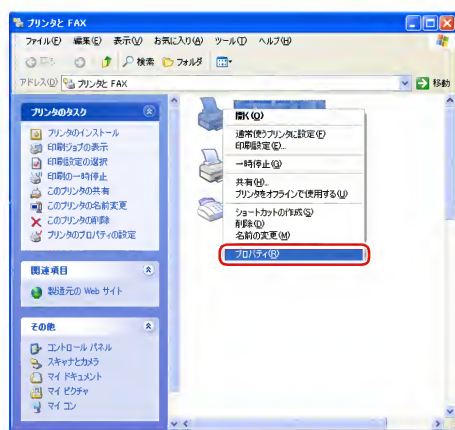 プリンタと FAX
ファイル(F) 編集(E) 表示(V) お気に入り(A) ツール(T) ヘルプ(H)
検索 フォルダ
アドレス(D) プリンタと FAX 移動
プリンタのタスク
プリンタのインストール
印刷ジョブの表示
印刷設定の選択
印刷の一時停止
このプリンタの共有
このプリンタの名前変更
このプリンタの削除
プリンタのプロパティの設定
関連項目
製造元の Web サイト
その他
コントロール パネル
スキャナとカメラ
マイ ドキュメント
マイ ピクチャ
マイ コン
開く(O)
通常使うプリンタに設定(F)
印刷設定(E)...
一時停止(G)
共有(H)...
プリンタをオフラインで使用する(U)
ショートカットの作成(S)
削除(D)
名前の変更(M)
プロパティ(R)